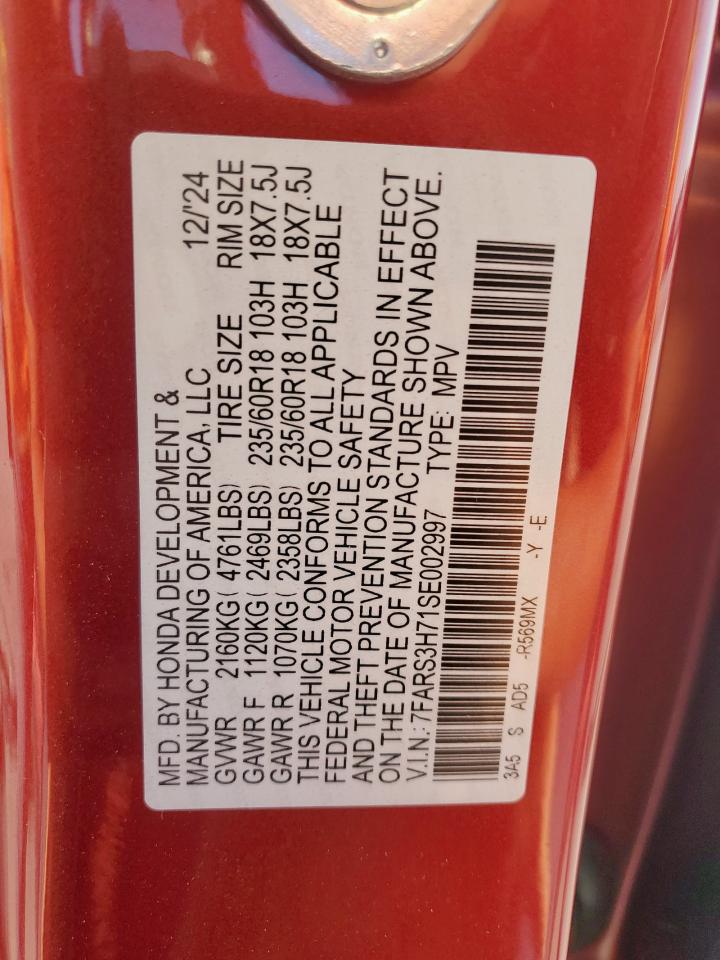 MFD. BY HONDA DEVELOPMENT &
MANUFACTURING OF AMERICA, LLC 12/'24
GVWR 2160KG( 4761LBS) TIRE SIZE RIM SIZE
GAWR F 1120KG( 2469LBS) 235/60R18 103H 18X7.5J
GAWR R 1070KG( 2358LBS) 235/60R18 103H 18X7.5J
THIS VEHICLE CONFORMS TO ALL APPLICABLE
FEDERAL MOTOR VEHICLE SAFETY
AND THEFT PREVENTION STANDARDS IN EFFECT
ON THE DATE OF MANUFACTURE SHOWN ABOVE.
V.I.N.: 7FARS3H71SE002997 TYPE: MPV
3A5 S AD5 -R569MX -Y -E